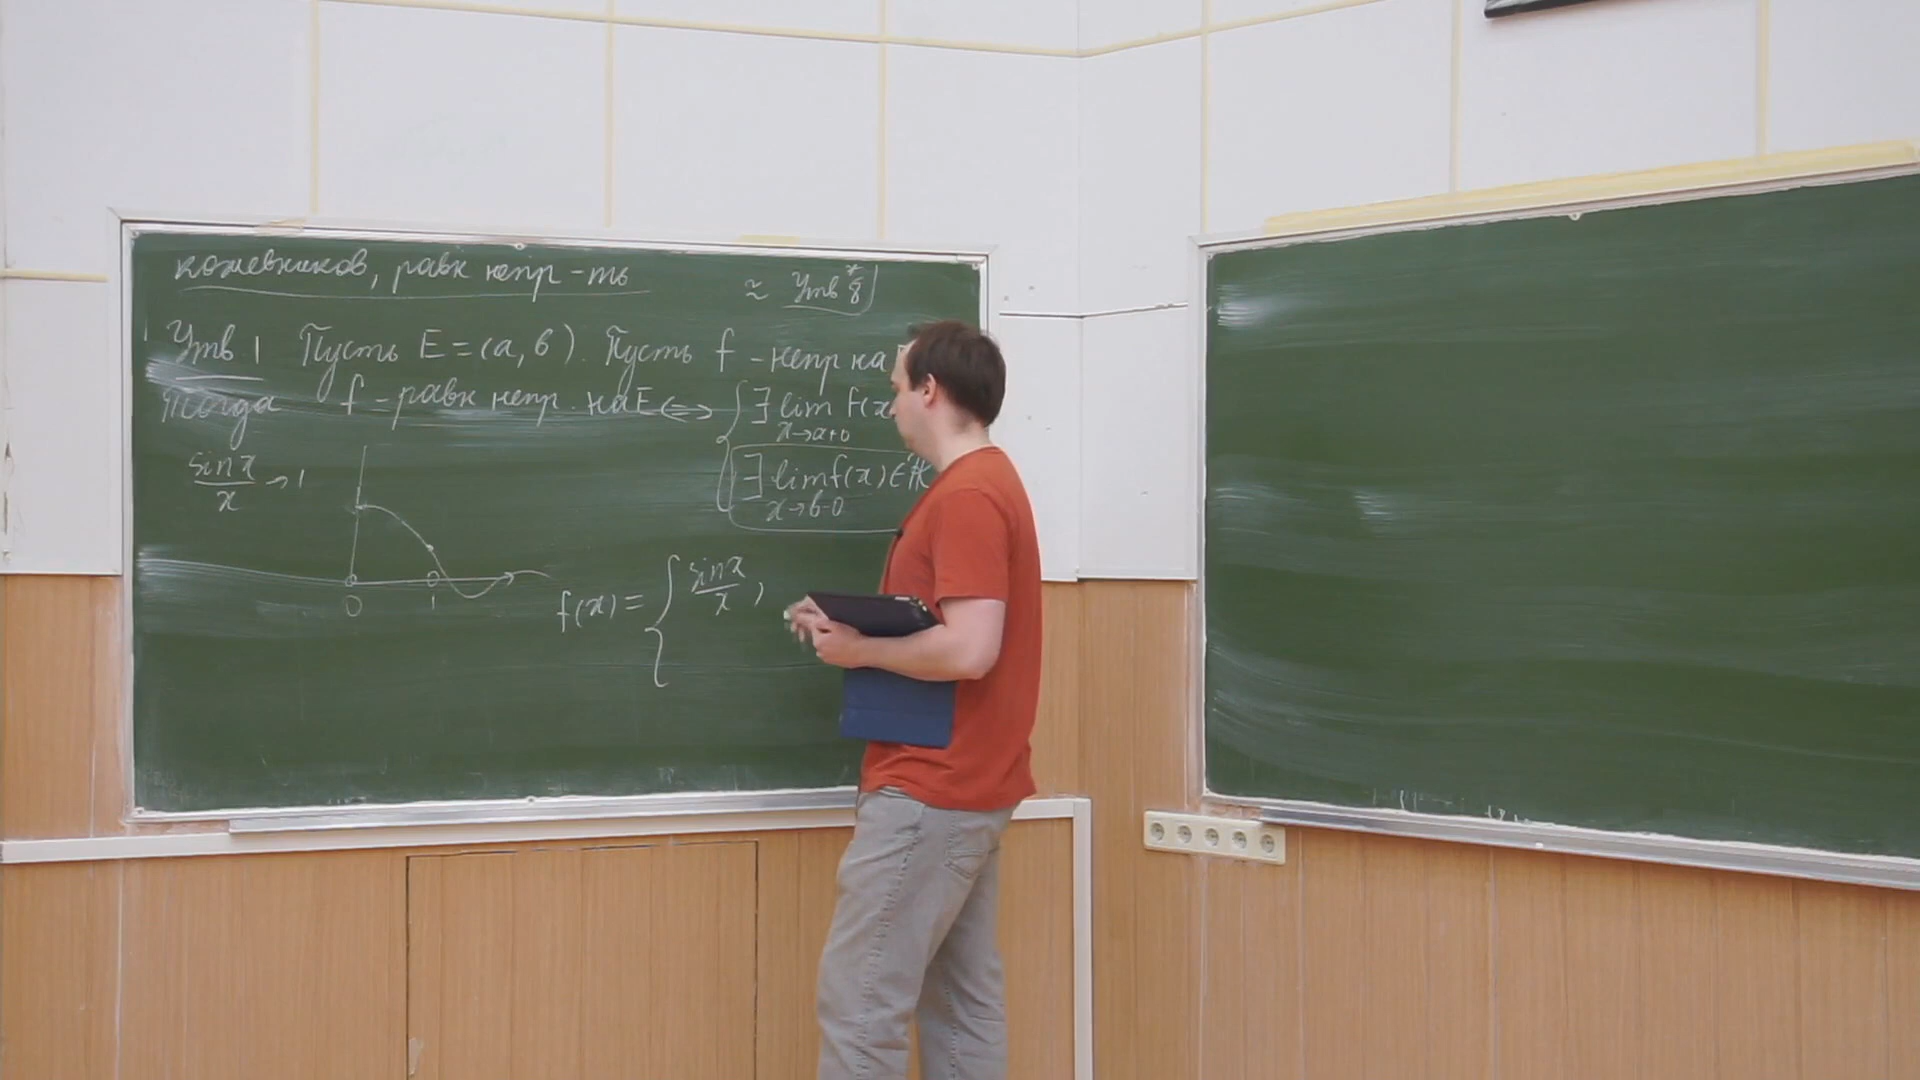 кожевников, равн непр-ть
≈ Утв 8*
Утв. 1 Пусть E = (a, b). Пусть f - непр на
Тогда f - равн непр. на E <=> { ∃ lim f(x
x→a+0
∃ lim f(x) ∈ R
x→b-0
sin x / x → 1
0 1
f(x) = { sin x / x ,